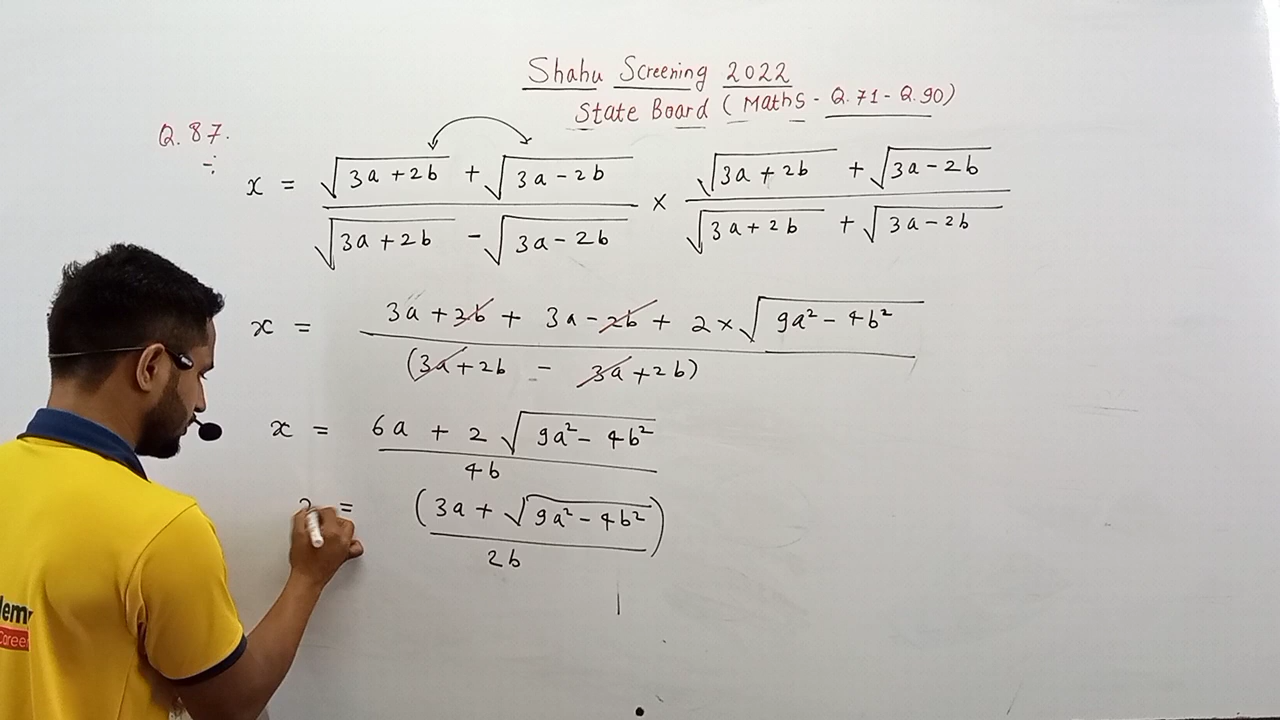 Shahu Screening 2022
State Board (Maths - Q.71 - Q.90)
Q.87.
x = √(3a + 2b) + √(3a - 2b) / √(3a + 2b) - √(3a - 2b) × √(3a + 2b) + √(3a - 2b) / √(3a + 2b) + √(3a - 2b)
x = 3a + 2b + 3a - 2b + 2 × √(9a² - 4b²) / (3a + 2b - 3a + 2b)
x = 6a + 2 √(9a² - 4b²) / 4b
= (3a + √(9a² - 4b²) / 2b)